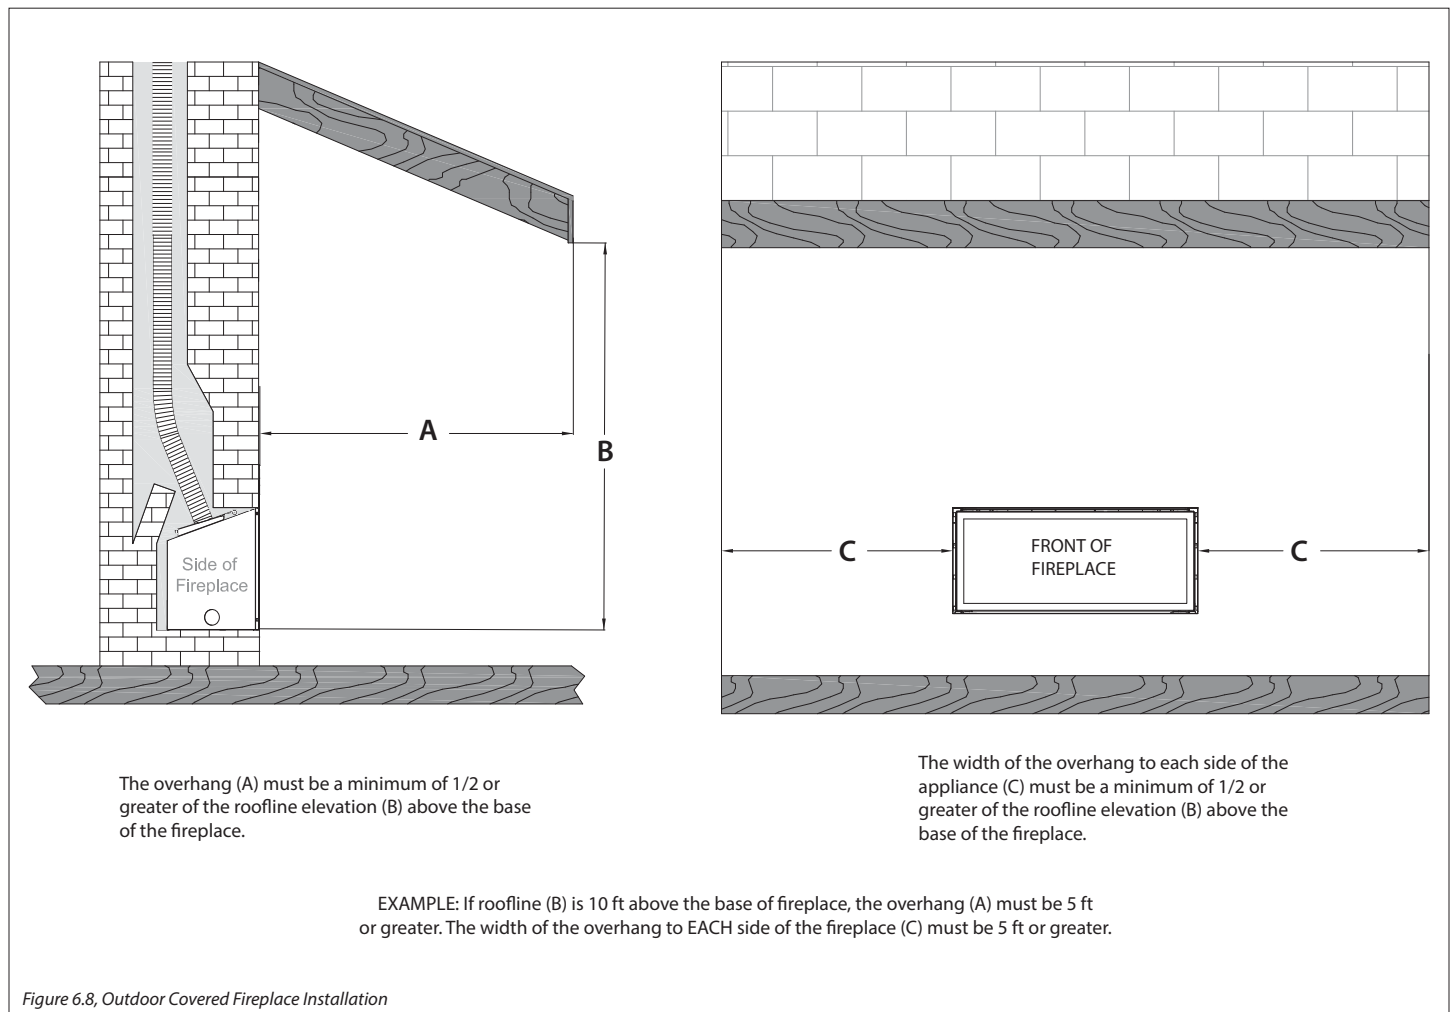 A
B
Side of
Fireplace
C
FRONT OF
FIREPLACE
C
The overhang (A) must be a minimum of 1/2 or
greater of the roofline elevation (B) above the base
of the fireplace.
The width of the overhang to each side of the
appliance (C) must be a minimum of 1/2 or
greater of the roofline elevation (B) above the
base of the fireplace.
EXAMPLE: If roofline (B) is 10 ft above the base of fireplace, the overhang (A) must be 5 ft
or greater. The width of the overhang to EACH side of the fireplace (C) must be 5 ft or greater.
Figure 6.8, Outdoor Covered Fireplace Installation